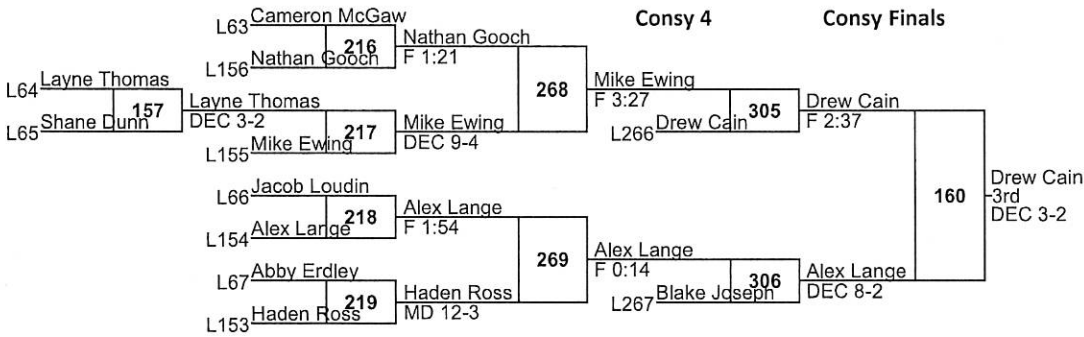 Consy 4
Consy Finals
L63 Cameron McGaw
216
L156 Nathan Gooch
Nathan Gooch
F 1:21
L64 Layne Thomas
157
L65 Shane Dunn
Layne Thomas
DEC 3-2
217
L155 Mike Ewing
Mike Ewing
DEC 9-4
268
Mike Ewing
F 3:27
305
L266 Drew Cain
Drew Cain
F 2:37
L66 Jacob Loudin
218
L154 Alex Lange
Alex Lange
F 1:54
L67 Abby Erdley
219
L153 Haden Ross
Haden Ross
MD 12-3
269
Alex Lange
F 0:14
306
L267 Blake Joseph
Alex Lange
DEC 8-2
160
Drew Cain
3rd
DEC 3-2